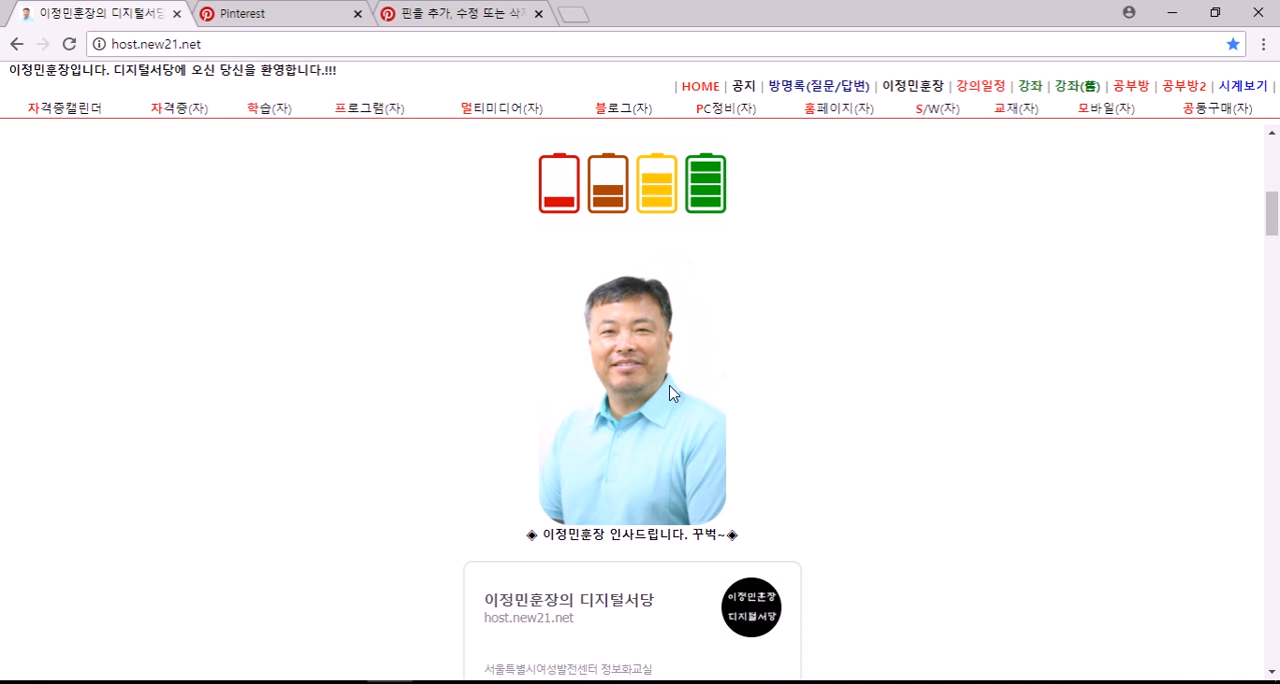 이정민훈장의 디지털서당
Pinterest
핀을 추가, 수정 또는 삭제
host.new21.net
이정민훈장입니다. 디지털서당에 오신 당신을 환영합니다.!!!
| HOME | 공지 | 방명록(질문/답변) | 이정민훈장 | 강의일정 | 강좌 | 강좌(舊) | 공부방 | 공부방2 | 시계보기 |
자격증캘린더 자격증(자) 학습(자) 프로그램(자) 멀티미디어(자) 블로그(자) PC정비(자) 홈페이지(자) S/W(자) 교재(자) 모바일(자) 공동구매(자)
◈ 이정민훈장 인사드립니다. 꾸벅~◈
이정민훈장의 디지털서당
host.new21.net
이정민훈장
디지털서당
서울특별시여성발전센터 정보화교실